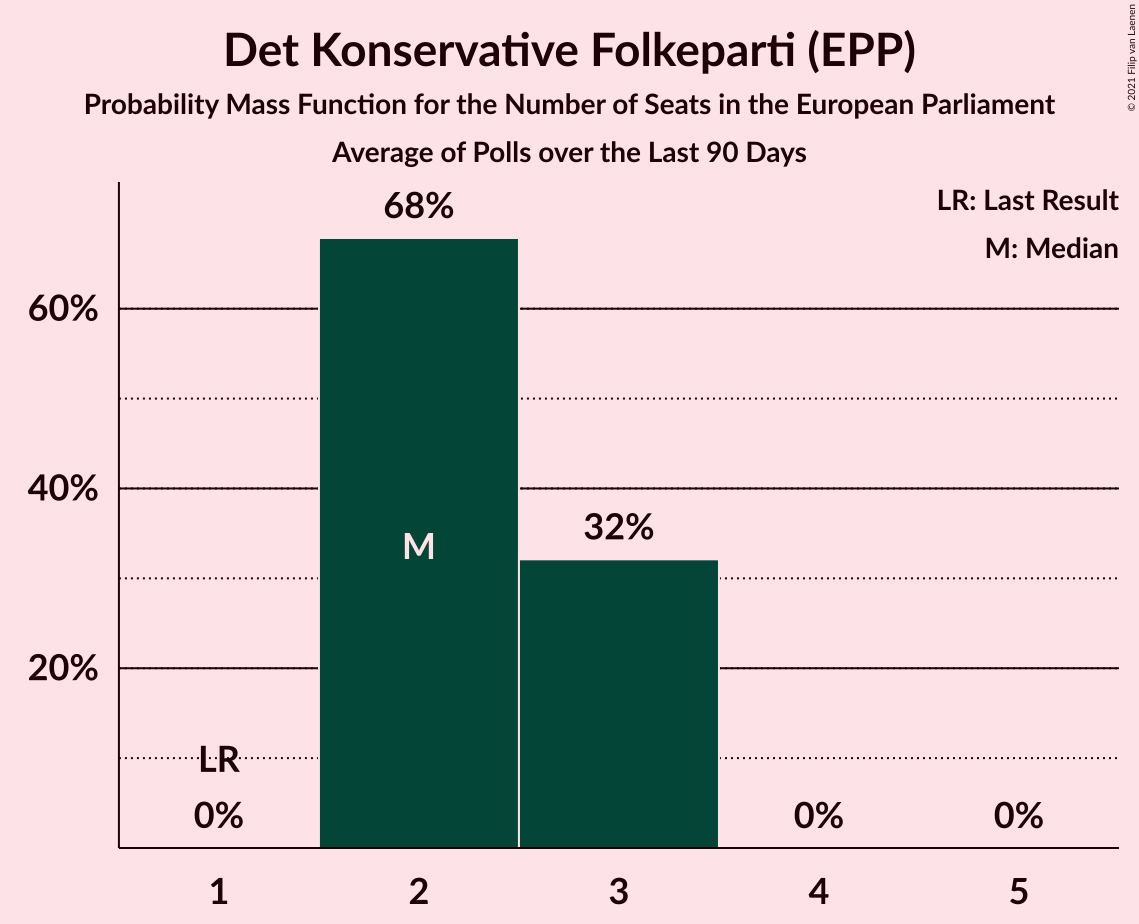 Det Konservative Folkeparti (EPP)
Probability Mass Function for the Number of Seats in the European Parliament
Average of Polls over the Last 90 Days
© 2021 Filip van Laenen
LR: Last Result
M: Median
68%
60%
40%
32%
M
20%
LR
0%
0%
0%
1
2
3
4
5